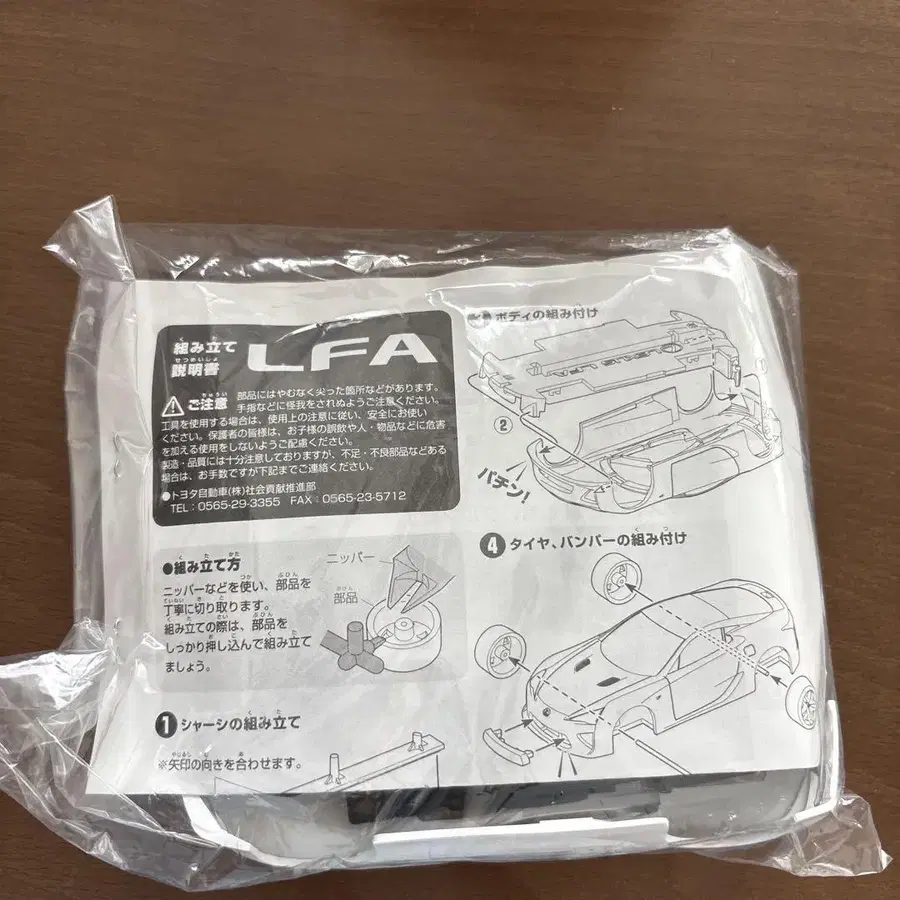 組み立て
説明書
LFA
ご注意
部品にはやむなく尖った箇所などがあります。
手指などに怪我をされぬようご注意ください。
工具を使用する場合は、使用上の注意に従い、安全にお使い
ください。保護者の皆様は、お子様の誤飲や人・物品などに危害
を加える使用をしないようご配慮ください。
製造・品質には十分注意しておりますが、不足・不良部品などある
場合は、お手数ですが下記までご連絡ください。
●トヨタ自動車(株)社会貢献推進部
TEL：0565-29-3355 FAX：0565-23-5712
●組み立て方
ニッパーなどを使い、部品を
丁寧に切り取ります。
組み立ての際は、部品を
しっかり押し込んで組み立て
ましょう。
ニッパー
部品
1 シャーシの組み立て
※矢印の向きを合わせます。
ボディの組み付け
2
パチン!
4 タイヤ、バンパーの組み付け